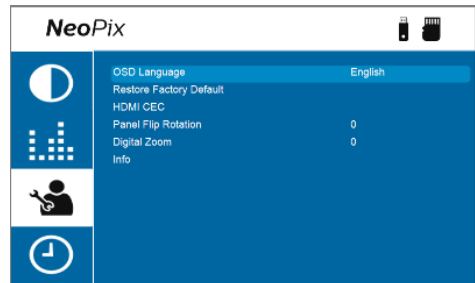 NeoPix
OSD Language English
Restore Factory Default
HDMI CEC
Panel Flip Rotation 0
Digital Zoom 0
Info